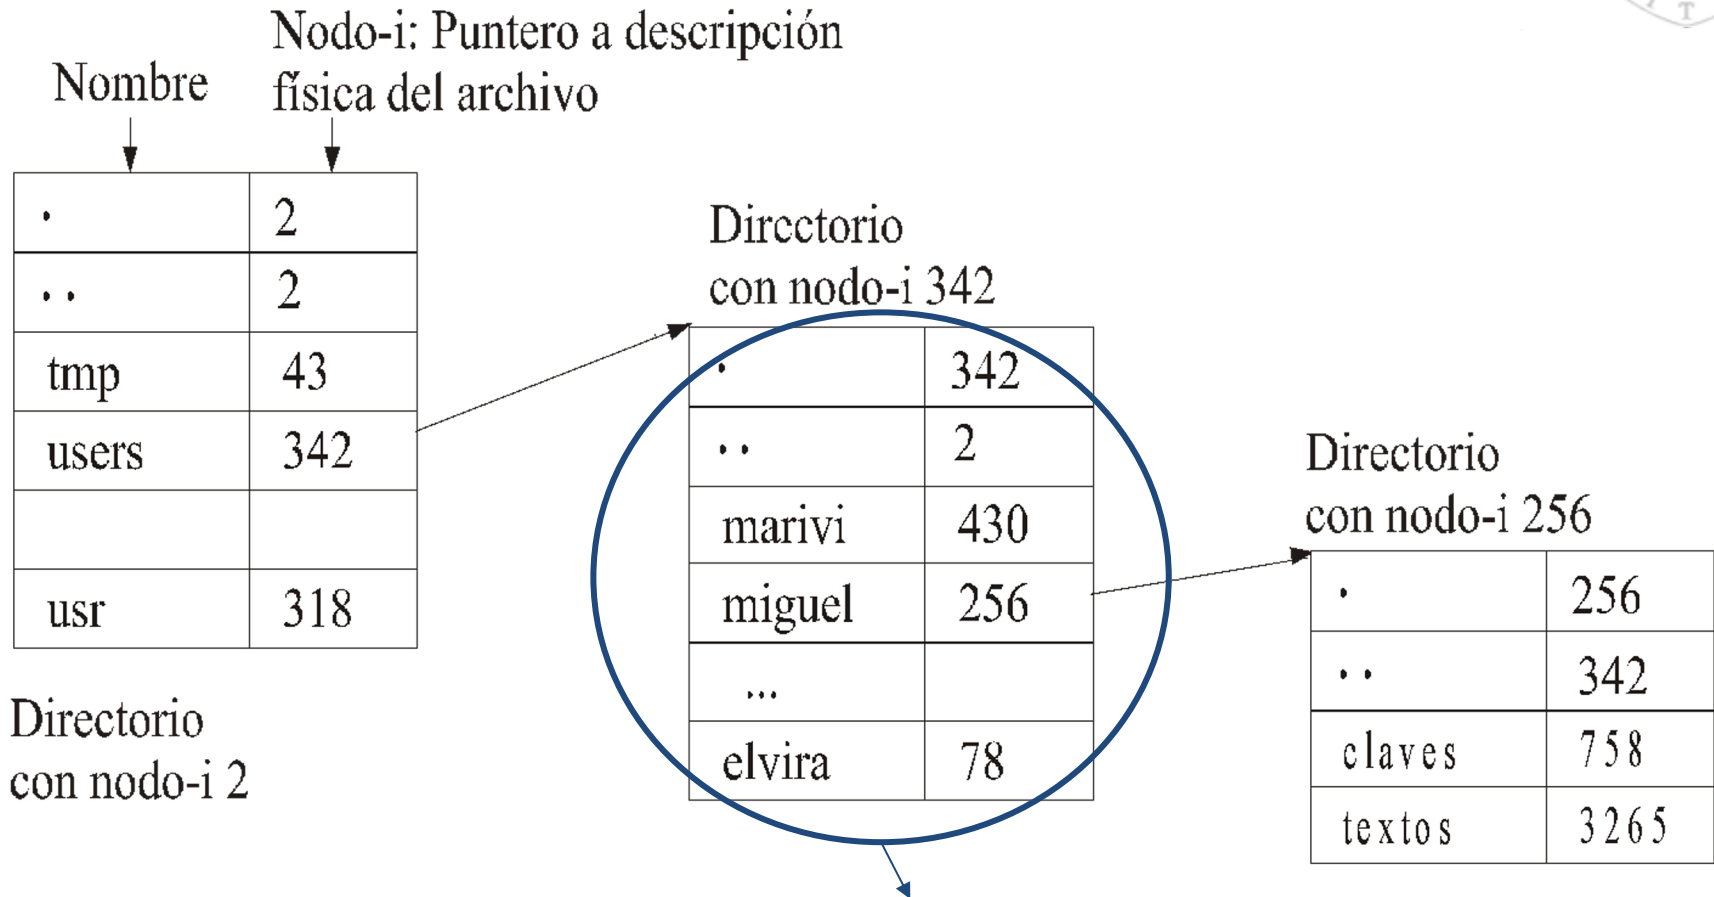 Nodo-i: Puntero a descripción
física del archivo
Nombre
. 2
. . 2
tmp 43
users 342
usr 318
Directorio
con nodo-i 2
Directorio
con nodo-i 342
. 342
. . 2
marivi 430
miguel 256
...
elvira 78
Directorio
con nodo-i 256
. 256
. . 342
claves 758
textos 3265